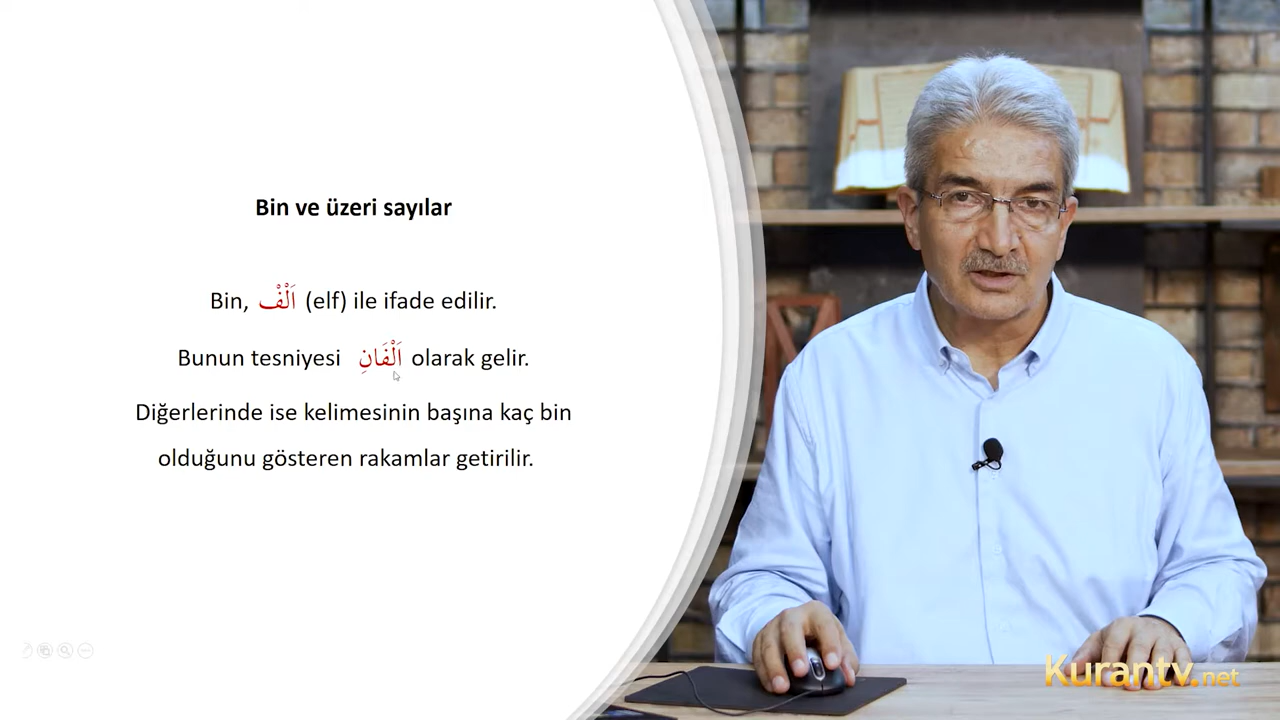 Bin ve üzeri sayılar
Bin, اَلْفْ (elf) ile ifade edilir.
Bunun tesniyesi اَلْفَانِ olarak gelir.
Diğerlerinde ise kelimesinin başına kaç bin
olduğunu gösteren rakamlar getirilir.
Kurantv.net